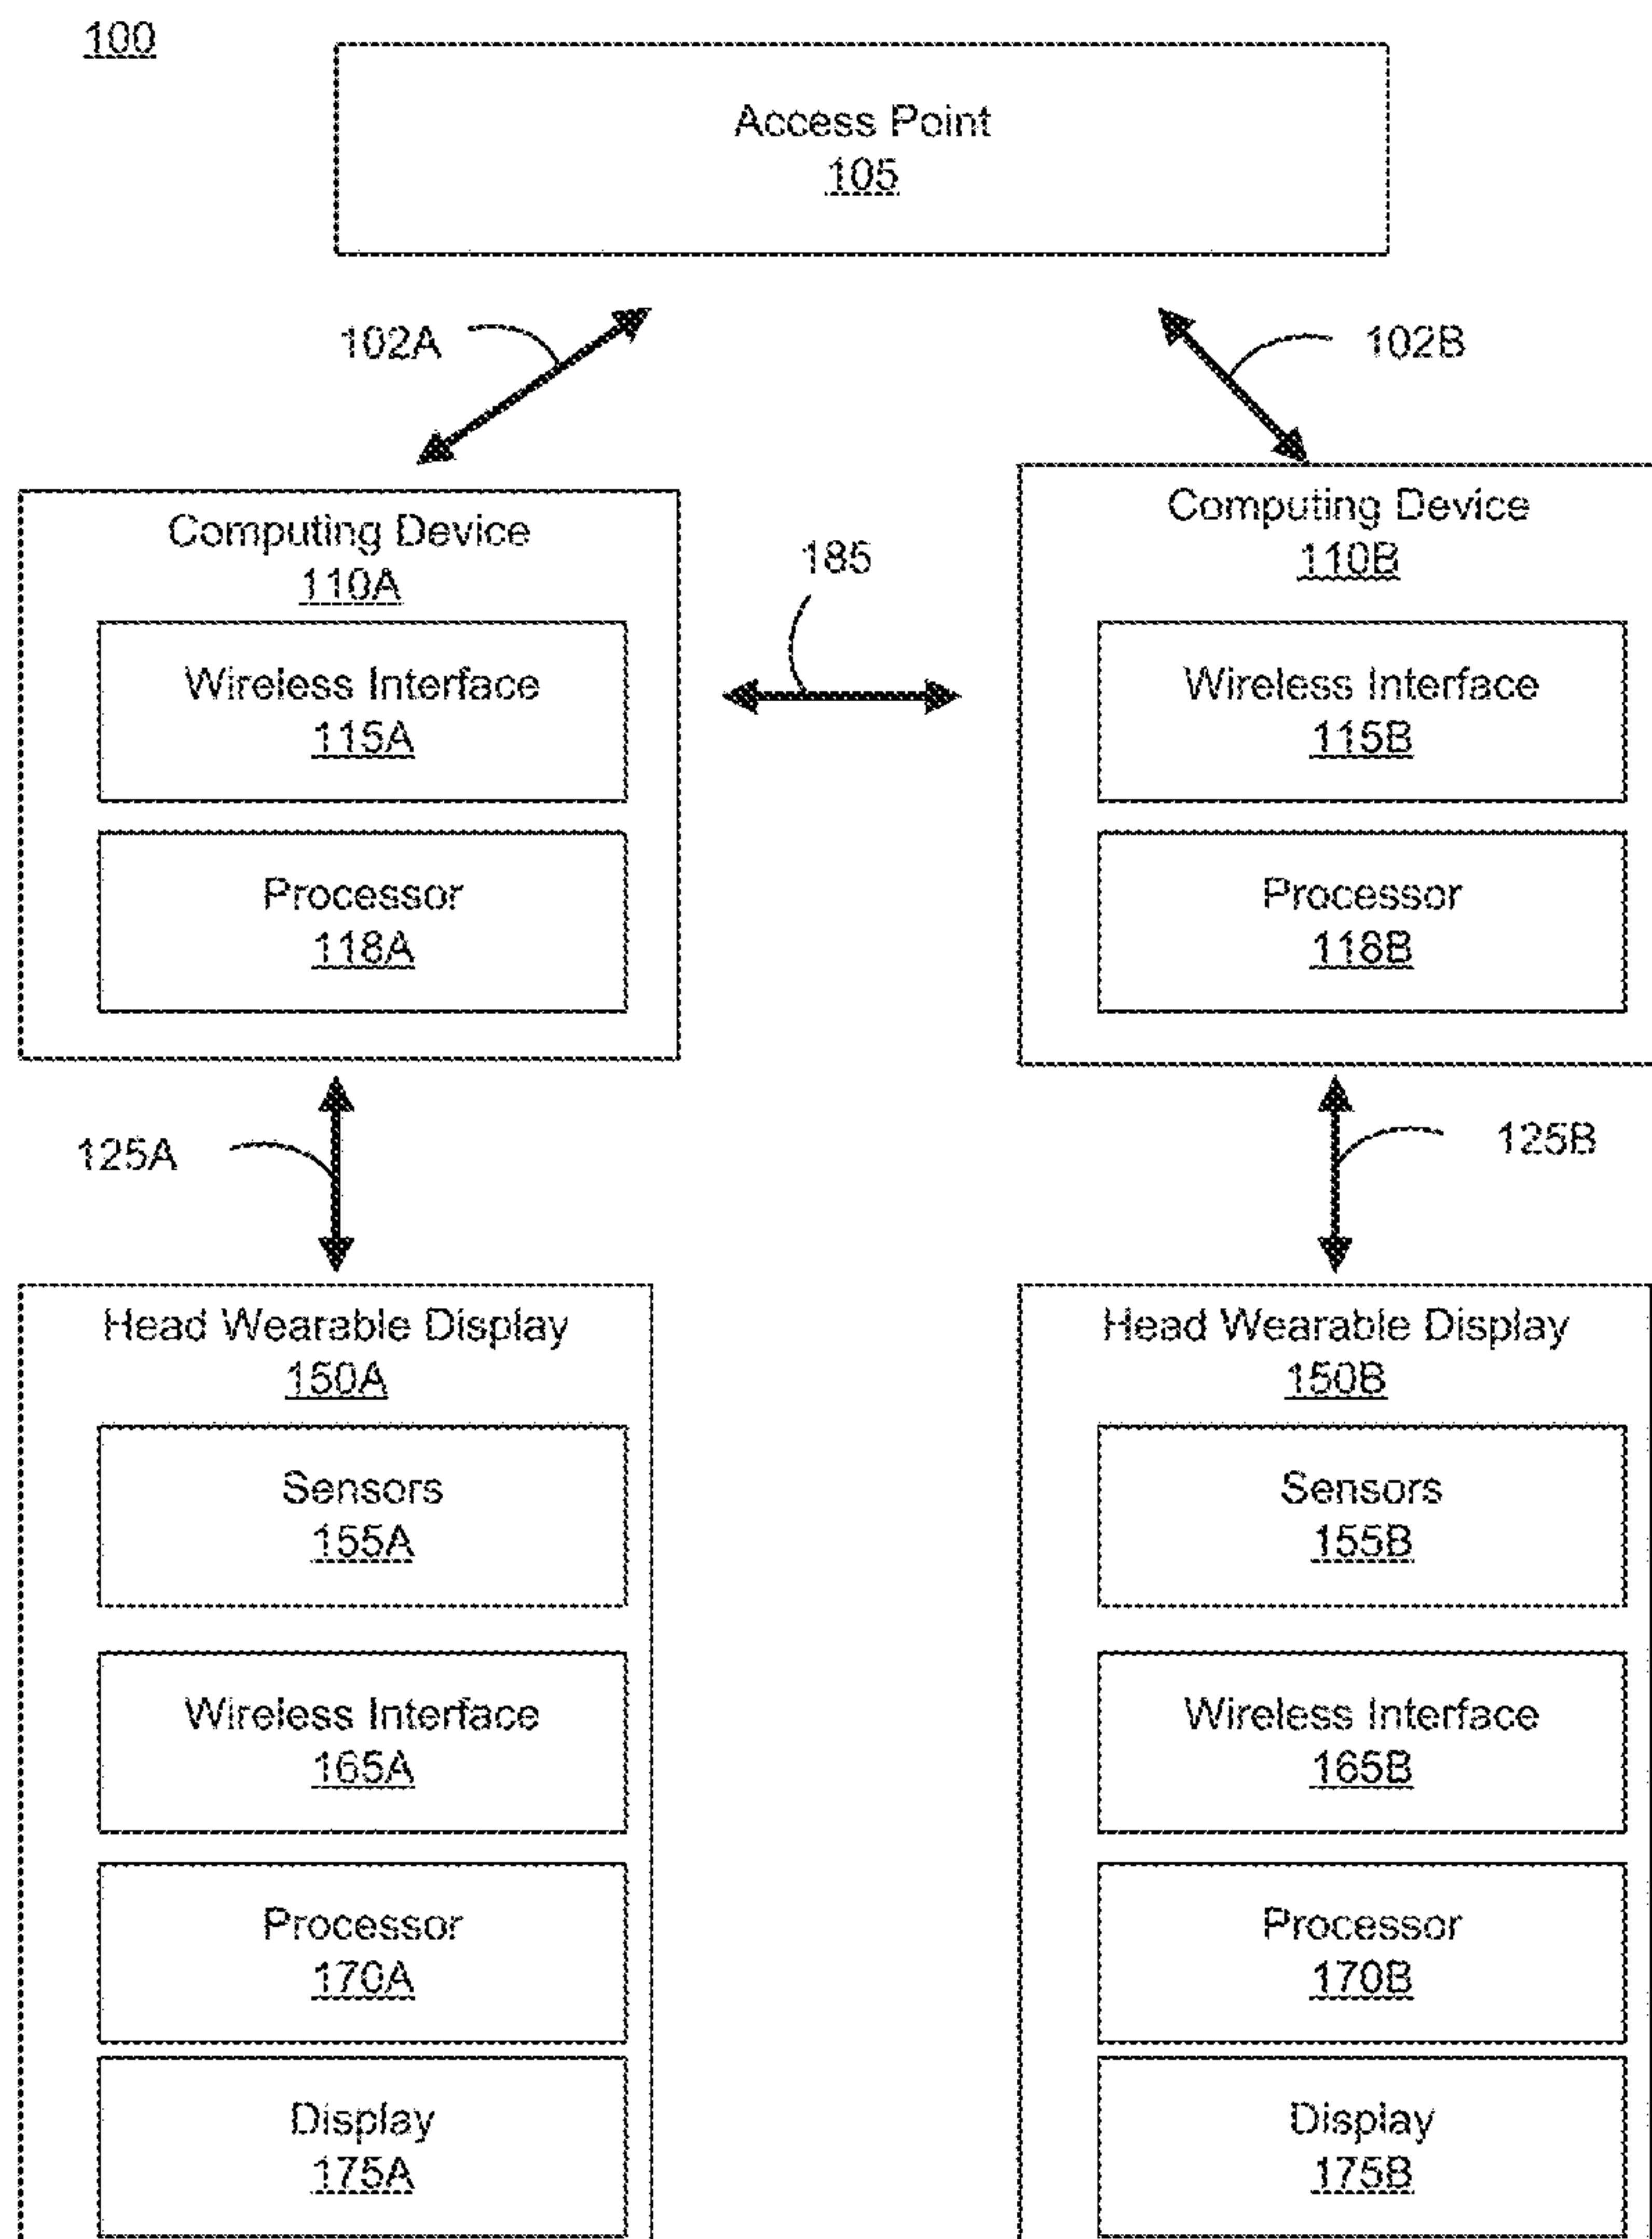 100
Access Point
105
102A
102B
Computing Device
110A
Wireless Interface
115A
Processor
118A
185
Computing Device
110B
Wireless Interface
115B
Processor
118B
125A
125B
Head Wearable Display
150A
Sensors
155A
Wireless Interface
165A
Processor
170A
Display
175A
Head Wearable Display
150B
Sensors
155B
Wireless Interface
165B
Processor
170B
Display
175B